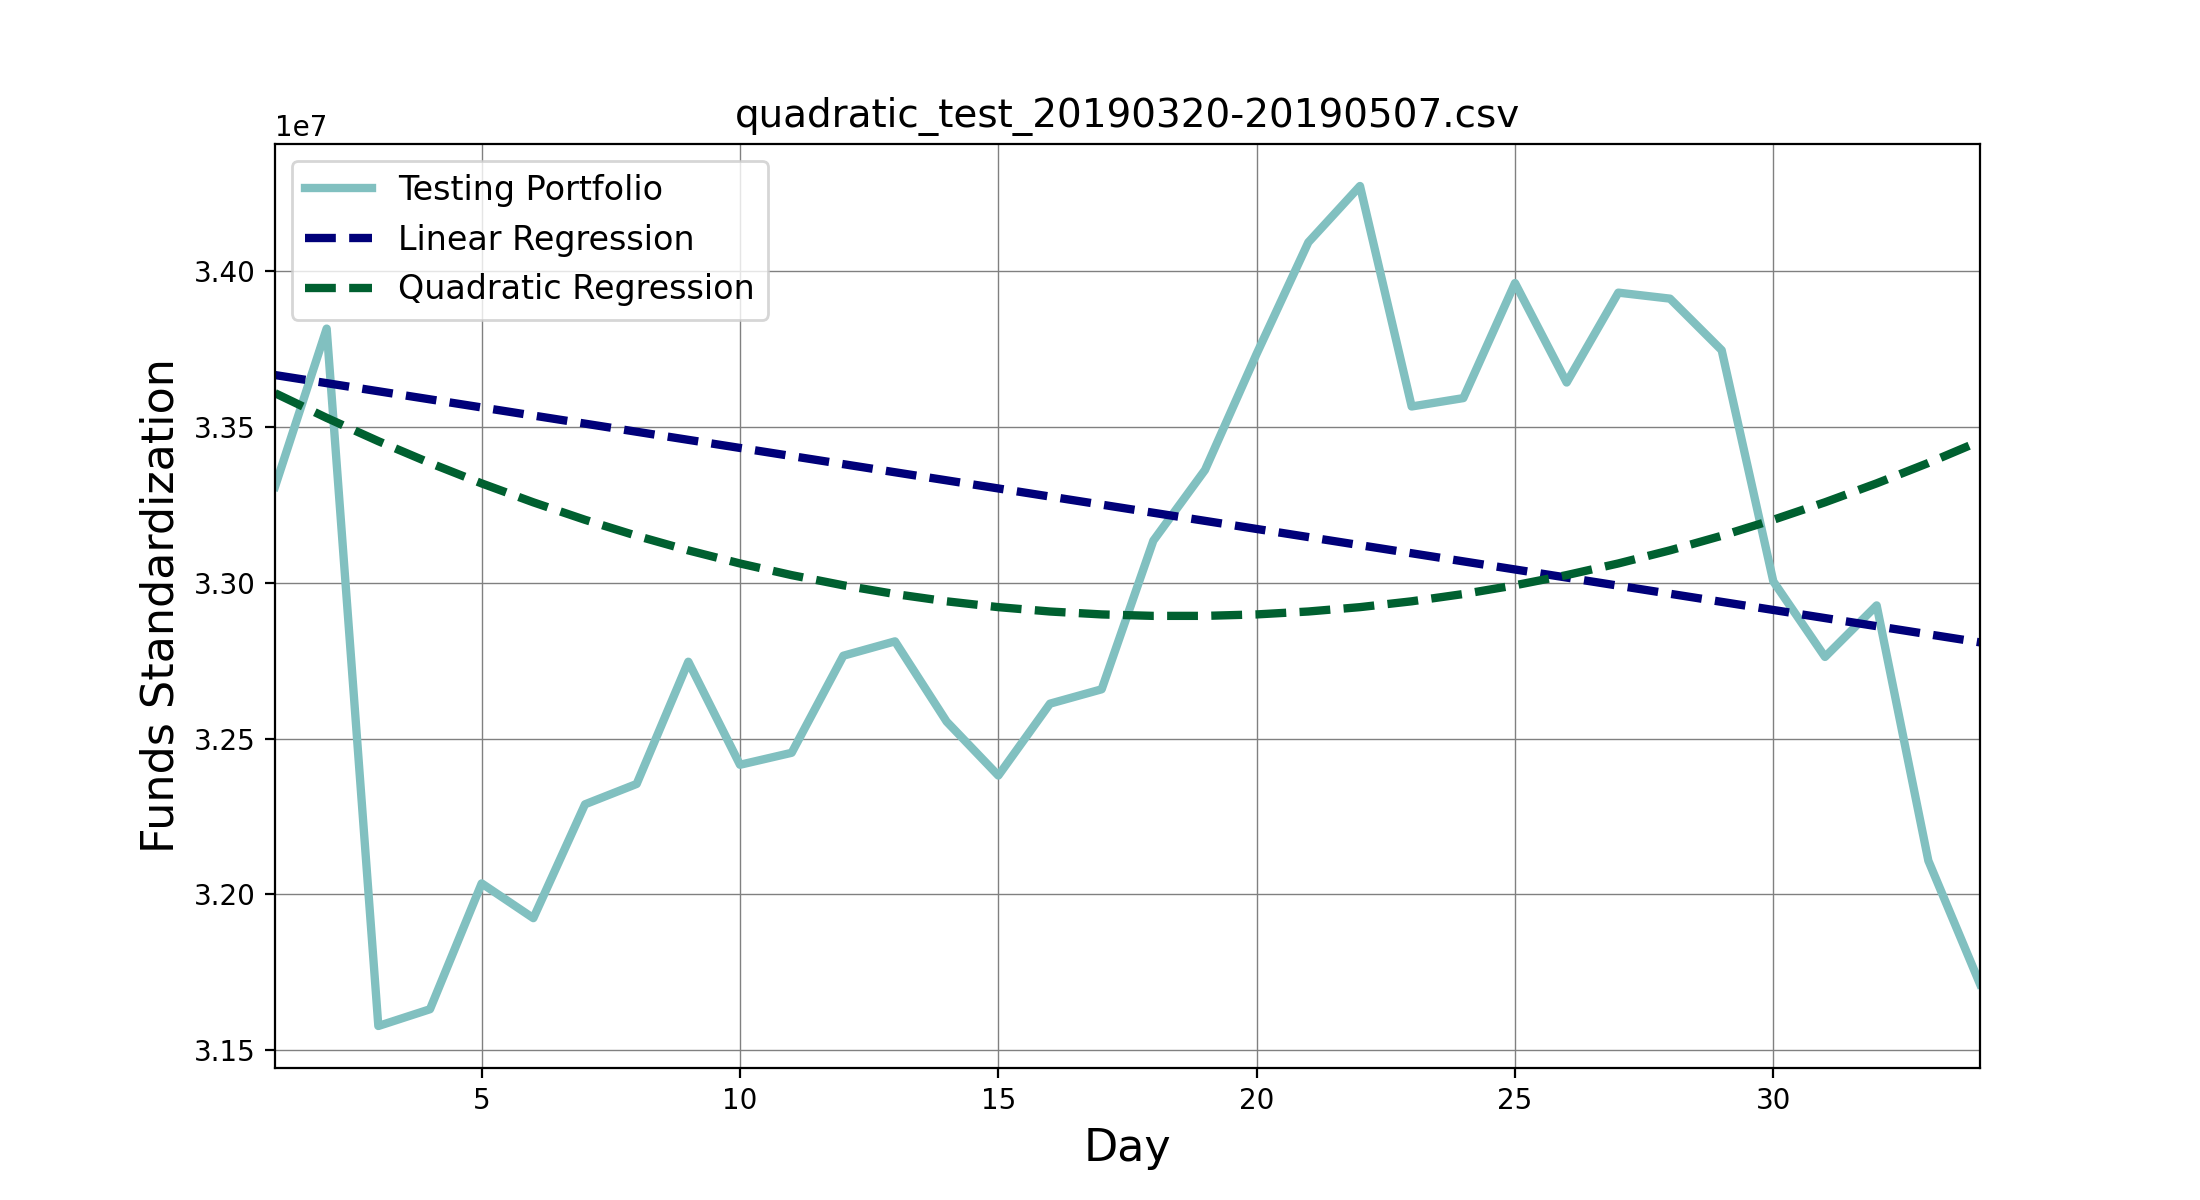 quadratic_test_20190320-20190507.csv
1e7
Testing Portfolio
Linear Regression
Quadratic Regression
3.40
3.35
3.30
3.25
3.20
3.15
Funds Standardization
5 10 15 20 25 30
Day